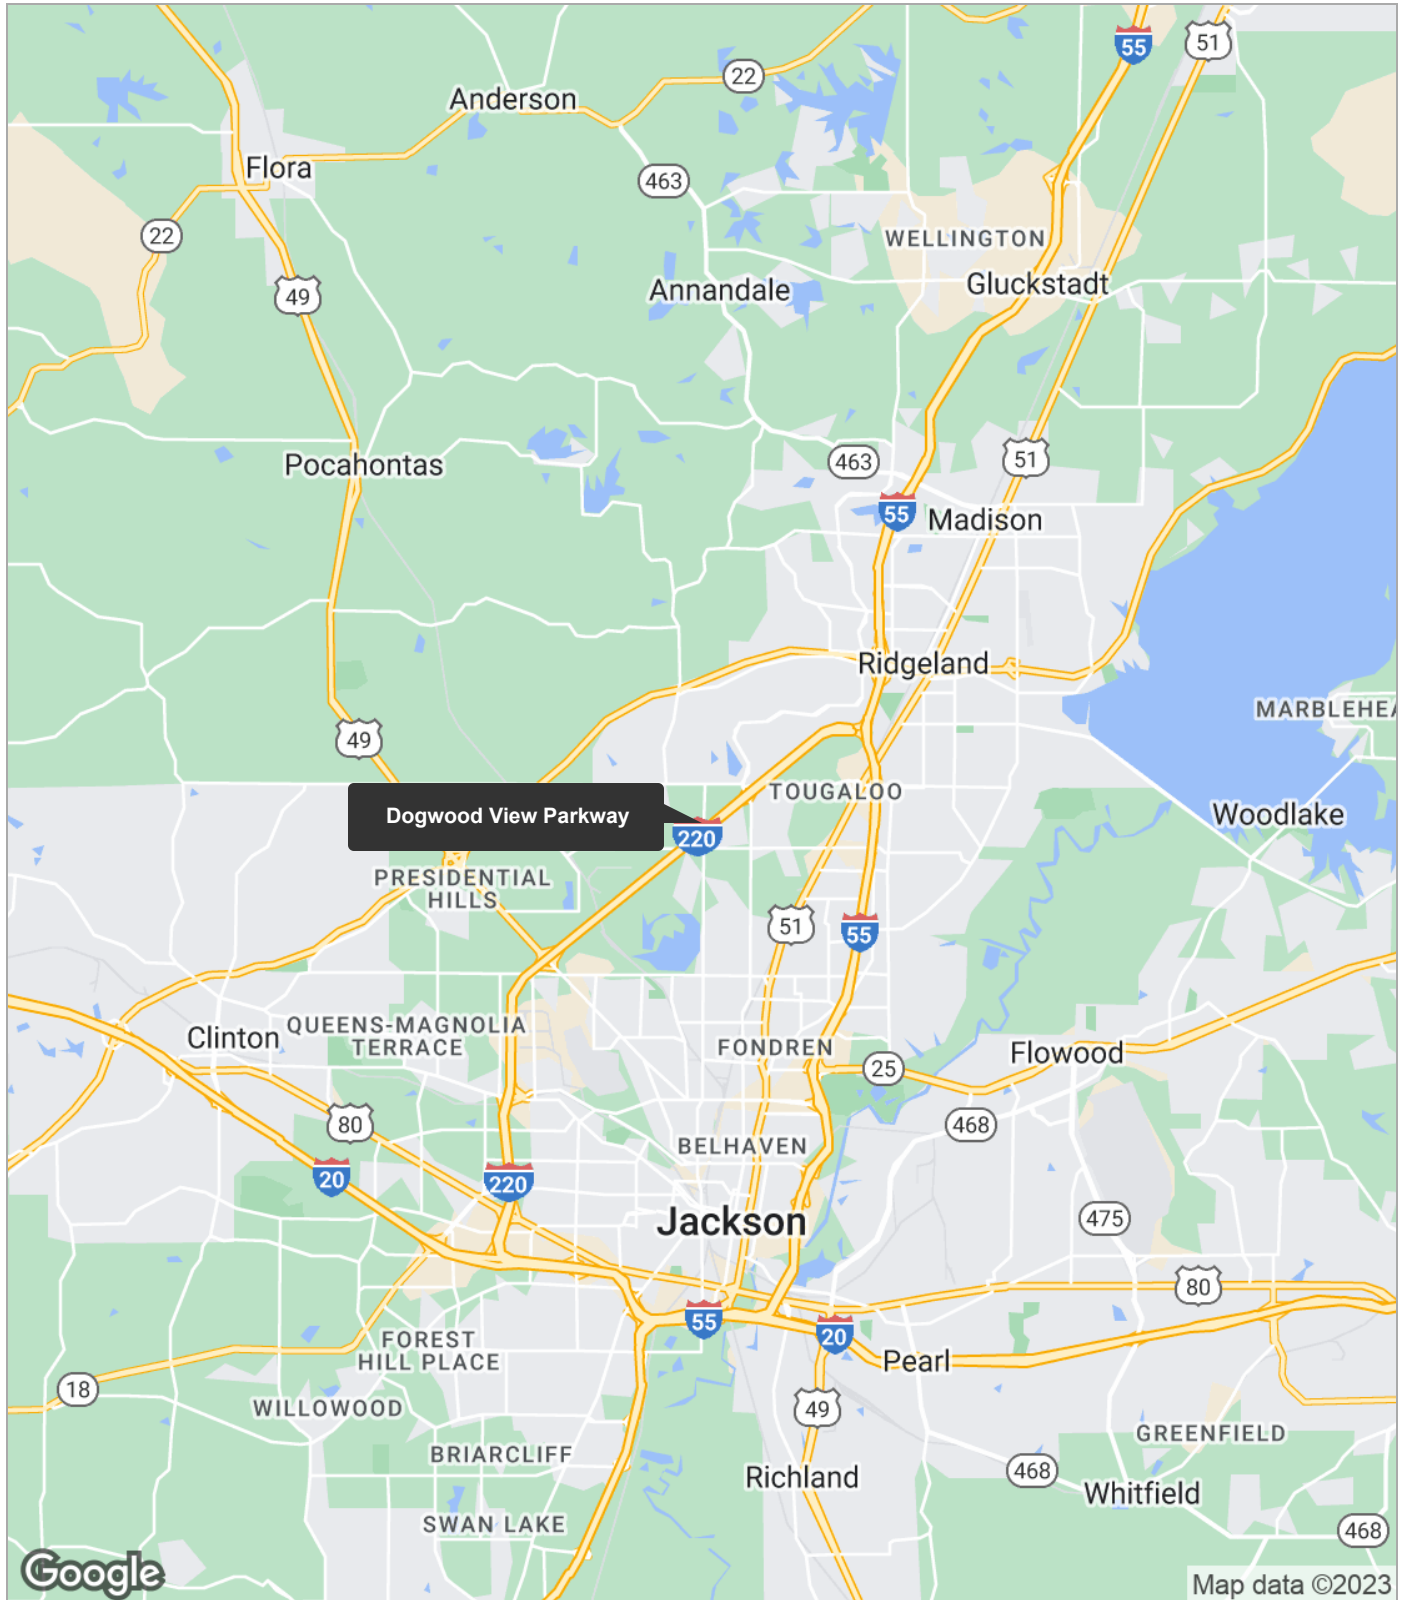 55
51
22
Anderson
Flora
463
22
WELLINGTON
Gluckstadt
Annandale
49
463
51
Pocahontas
55
Madison
Ridgeland
MARBLEHEA
49
TOUGALOO
Dogwood View Parkway
Woodlake
220
PRESIDENTIAL
HILLS
51
55
QUEENS-MAGNOLIA
TERRACE
Clinton
FONDREN
Flowood
25
80
468
BELHAVEN
20
220
Jackson
475
80
55
20
FOREST
HILL PLACE
Pearl
18
WILLOWOOD
49
GREENFIELD
BRIARCLIFF
Richland
468
Whitfield
SWAN LAKE
468
Google
Map data ©2023